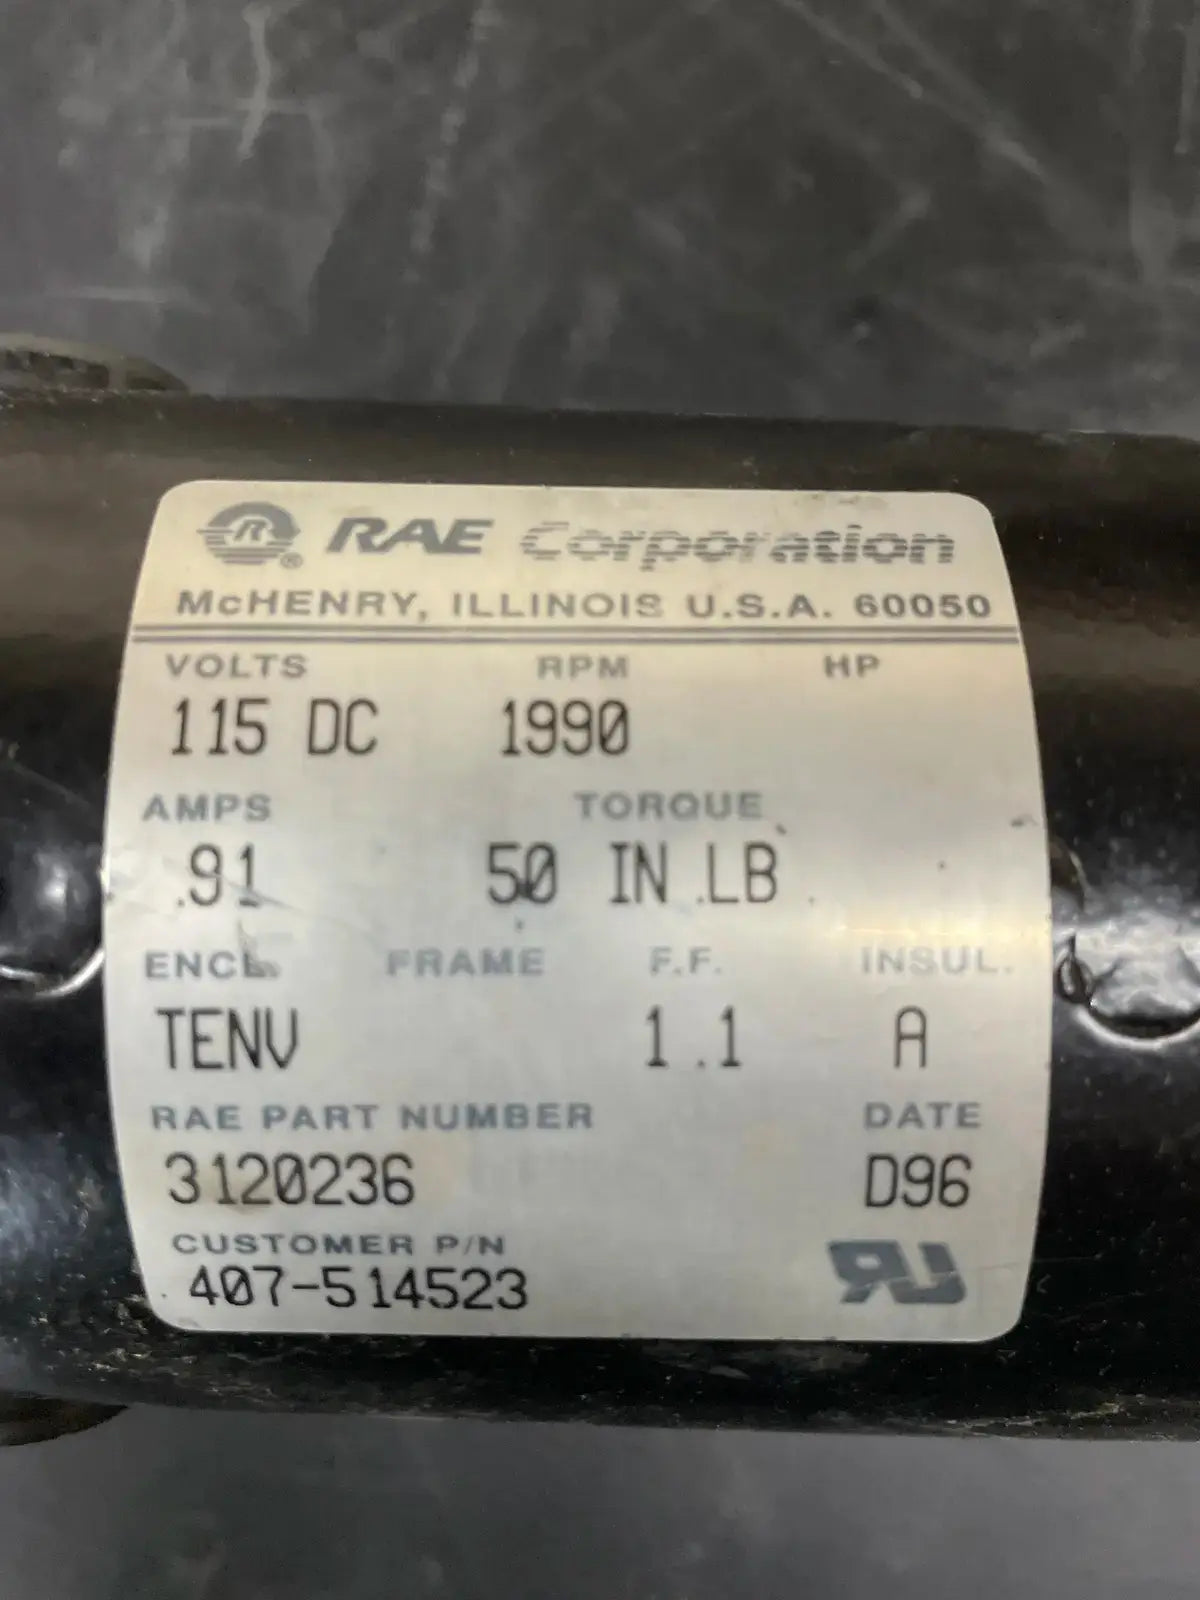 R® RAE Corporation
McHENRY, ILLINOIS U.S.A. 60050
VOLTS RPM HP
115 DC 1990
AMPS TORQUE
.91 50 IN.LB.
ENCL. FRAME F.F. INSUL.
TENV 1.1 A
RAE PART NUMBER DATE
3120236 D96
CUSTOMER P/N
407-514523